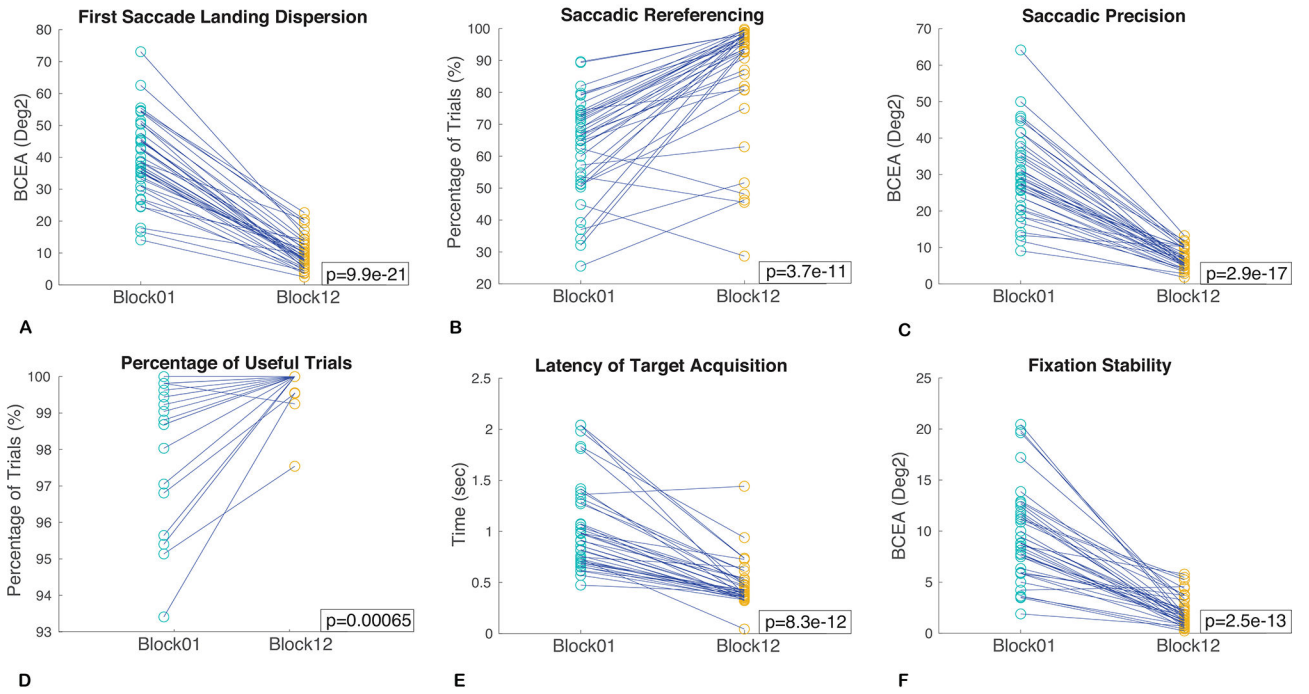 First Saccade Landing Dispersion
80
70
60
50
40
30
20
10
0
BCEA (Deg2)
Block01
Block12
p=9.9e-21
A
Saccadic Rereferencing
100
90
80
70
60
50
40
30
20
Percentage of Trials (%)
Block01
Block12
p=3.7e-11
B
Saccadic Precision
70
60
50
40
30
20
10
0
BCEA (Deg2)
Block01
Block12
p=2.9e-17
C
Percentage of Useful Trials
100
99
98
97
96
95
94
93
Percentage of Trials (%)
Block01
Block12
p=0.00065
D
Latency of Target Acquisition
2.5
2
1.5
1
0.5
0
Time (sec)
Block01
Block12
p=8.3e-12
E
Fixation Stability
25
20
15
10
5
0
BCEA (Deg2)
Block01
Block12
p=2.5e-13
F